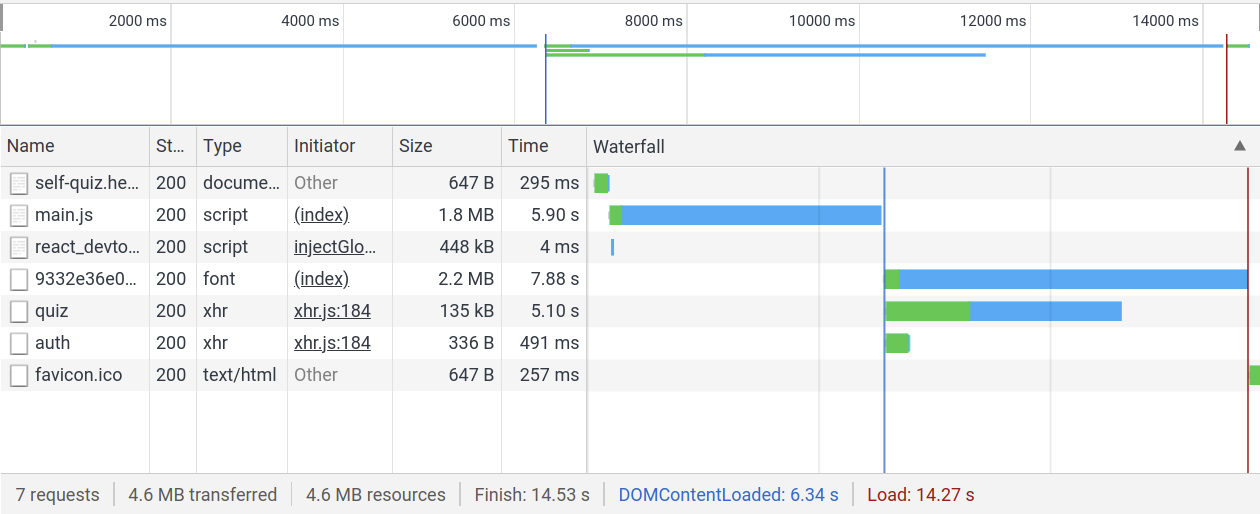 2000 ms 4000 ms 6000 ms 8000 ms 10000 ms 12000 ms 14000 ms
Name St... Type Initiator Size Time Waterfall
self-quiz.he... 200 docume... Other 647 B 295 ms
main.js 200 script (index) 1.8 MB 5.90 s
react_devto... 200 script injectGlo... 448 kB 4 ms
9332e36e0... 200 font (index) 2.2 MB 7.88 s
quiz 200 xhr xhr.js:184 135 kB 5.10 s
auth 200 xhr xhr.js:184 336 B 491 ms
favicon.ico 200 text/html Other 647 B 257 ms
7 requests 4.6 MB transferred 4.6 MB resources Finish: 14.53 s DOMContentLoaded: 6.34 s Load: 14.27 s